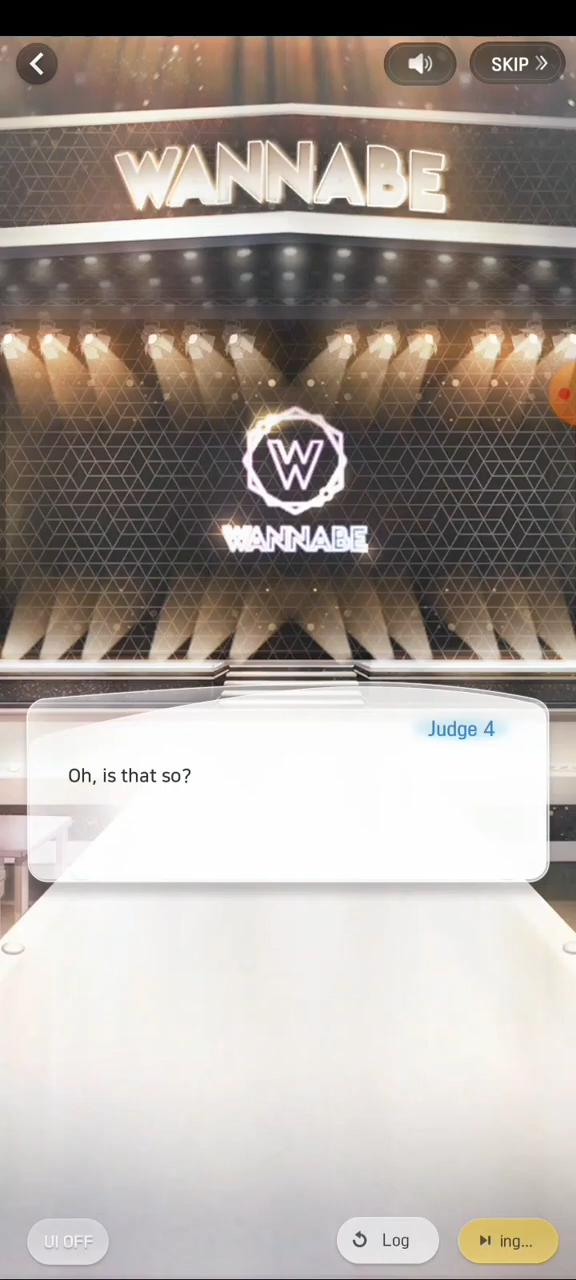 SKIP
WANNABE
W
WANNABE
Judge 4
Oh, is that so?
UI OFF
Log
ing...